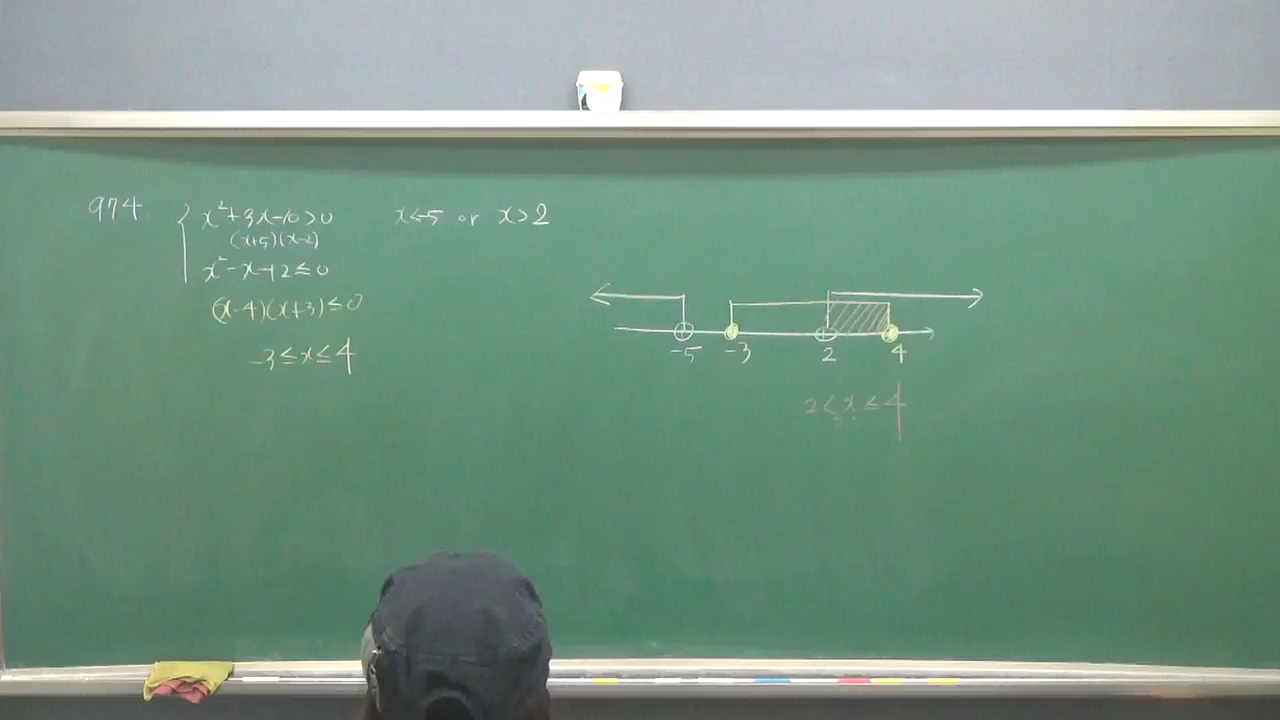 974
x²+3x-10>0 x<-5 or x>2
(x+5)(x-2)
x²-x-12≤0
(x-4)(x+3)≤0
-3≤x≤4
-5 -3 2 4
2<x≤4